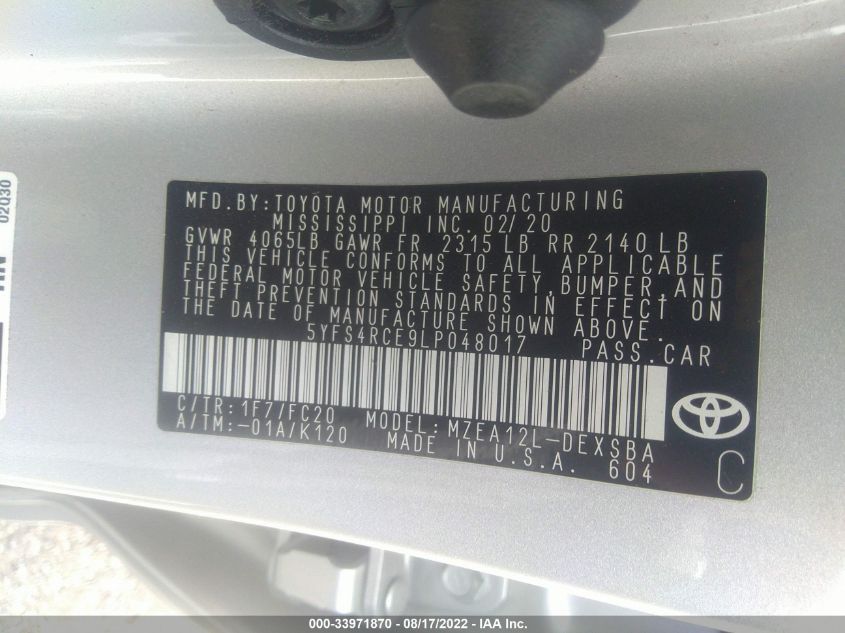 MFD.BY:TOYOTA MOTOR MANUFACTURING
MISSISSIPPI INC. 02/20
GVWR 4065LB GAWR FR 2315LB RR 2140LB
THIS VEHICLE CONFORMS TO ALL APPLICABLE
FEDERAL MOTOR VEHICLE SAFETY,BUMPER,AND
THEFT PREVENTION STANDARDS IN EFFECT ON
THE DATE OF MANUFACTURE SHOWN ABOVE.
5YFS4RCE9LP048017 PASS.CAR
C/TR:1F7/FC20 MODEL:MZEA12L-DEXSBA
A/TM:-01A/K120 MADE IN U.S.A. 604
C
02Q30
000-33971870 - 08/17/2022 - IAA Inc.